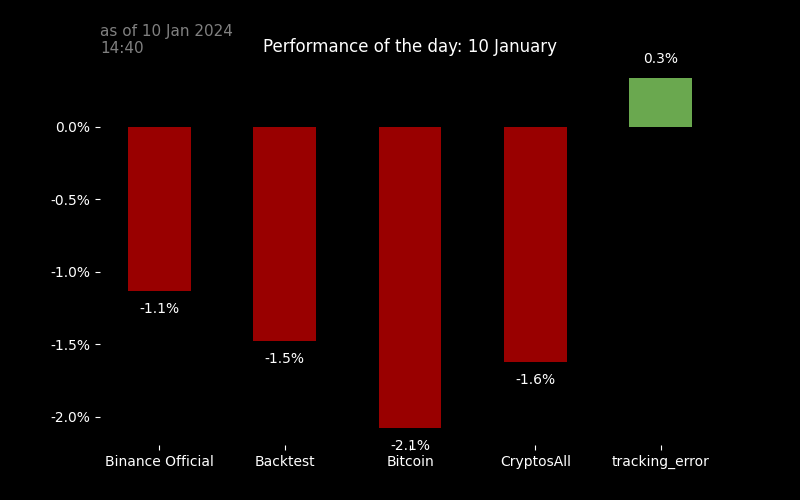 as of 10 Jan 2024
14:40
Performance of the day: 10 January
0.3%
0.0%
-0.5%
-1.0%
-1.1%
-1.5%
-1.5%
-1.6%
-2.0%
-2.1%
Binance Official
Backtest
Bitcoin
CryptosAll
tracking_error